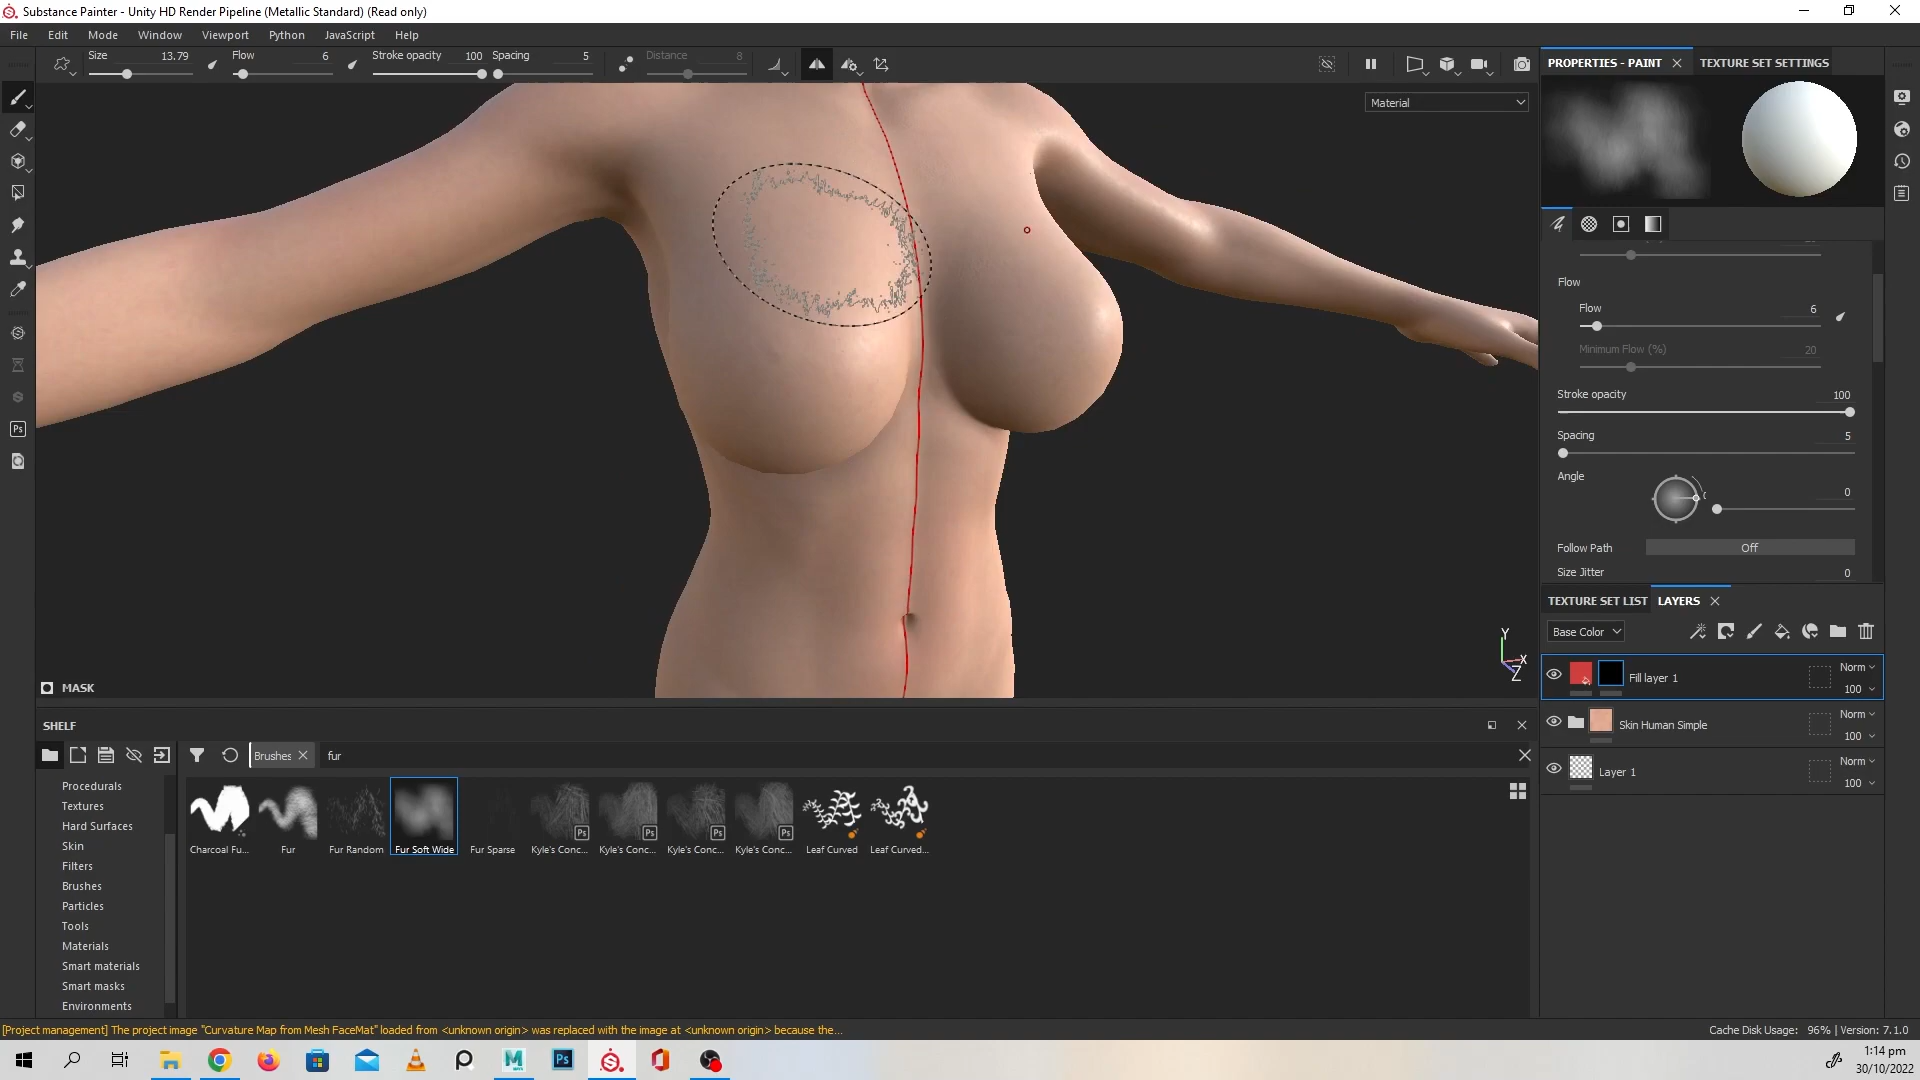 Substance Painter - Unity HD Render Pipeline (Metallic Standard) (Read only)
File Edit Mode Window Viewport Python JavaScript Help
Size 13.79 Flow 6 Stroke opacity 100 Spacing 5 Distance 8
PROPERTIES - PAINT TEXTURE SET SETTINGS
Material
Flow
Flow 6
Minimum Flow (%) 20
Stroke opacity 100
Spacing 5
Angle
0
Follow Path Off
Size Jitter 0
TEXTURE SET LIST LAYERS
Base Color
Norm
Fill layer 1
100
Norm
Skin Human Simple
100
Norm
Layer 1
100
Y
X
Z
Ps
MASK
SHELF
Brushes fur
Procedurals
Textures
Hard Surfaces
Skin
Filters
Brushes
Particles
Tools
Materials
Smart materials
Smart masks
Environments
Ps Ps Ps Ps
Charcoal Fu... Fur Fur Random Fur Soft Wide Fur Sparse Kyle's Conc... Kyle's Conc... Kyle's Conc... Kyle's Conc... Leaf Curved Leaf Curved...
[Project management] The project image "Curvature Map from Mesh FaceMat" loaded from <unknown origin> was replaced with the image at <unknown origin> because the...
Cache Disk Usage: 96% | Version: 7.1.0
M Ps
1:14 pm
30/10/2022